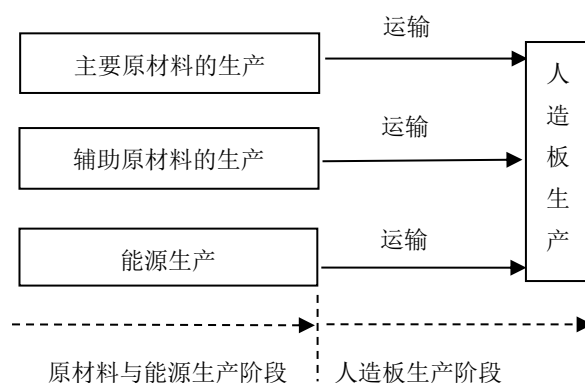 运输
主要原材料的生产
运输
辅助原材料的生产
运输
能源生产
人造板生产
原材料与能源生产阶段
人造板生产阶段